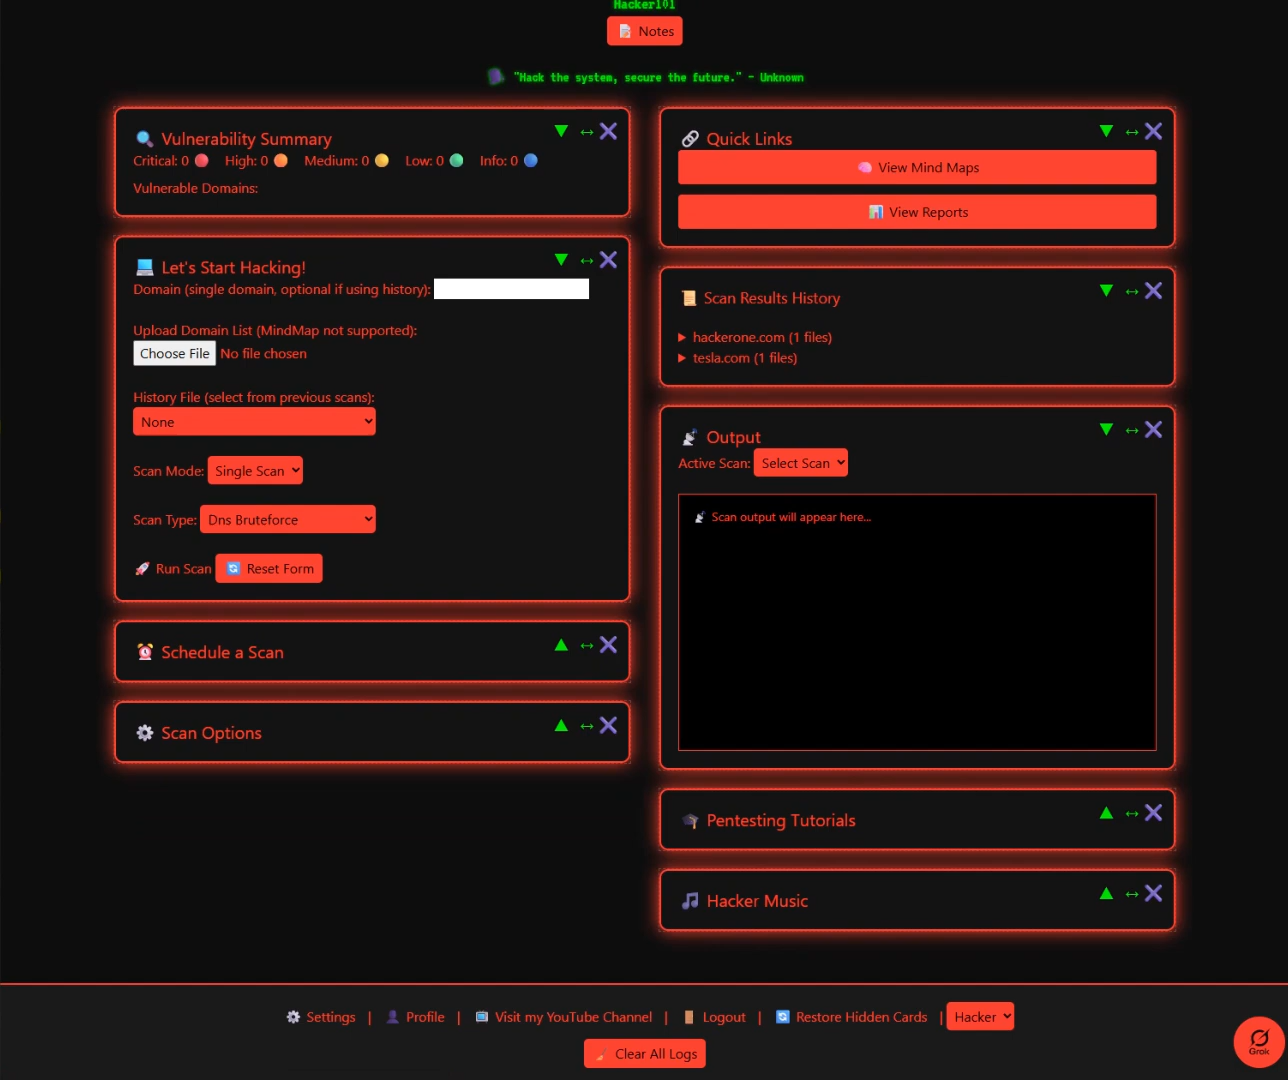 Hacker101
Notes
"Hack the system, secure the future." - Unknown
Vulnerability Summary
Critical: 0 High: 0 Medium: 0 Low: 0 Info: 0
Vulnerable Domains:
Let's Start Hacking!
Domain (single domain, optional if using history):
Upload Domain List (MindMap not supported):
Choose File No file chosen
History File (select from previous scans):
None
Scan Mode: Single Scan
Scan Type: Dns Bruteforce
Run Scan Reset Form
Schedule a Scan
Scan Options
Quick Links
View Mind Maps
View Reports
Scan Results History
hackerone.com (1 files)
tesla.com (1 files)
Output
Active Scan: Select Scan
Scan output will appear here...
Pentesting Tutorials
Hacker Music
Settings | Profile | Visit my YouTube Channel | Logout | Restore Hidden Cards | Hacker
Clear All Logs
Grok